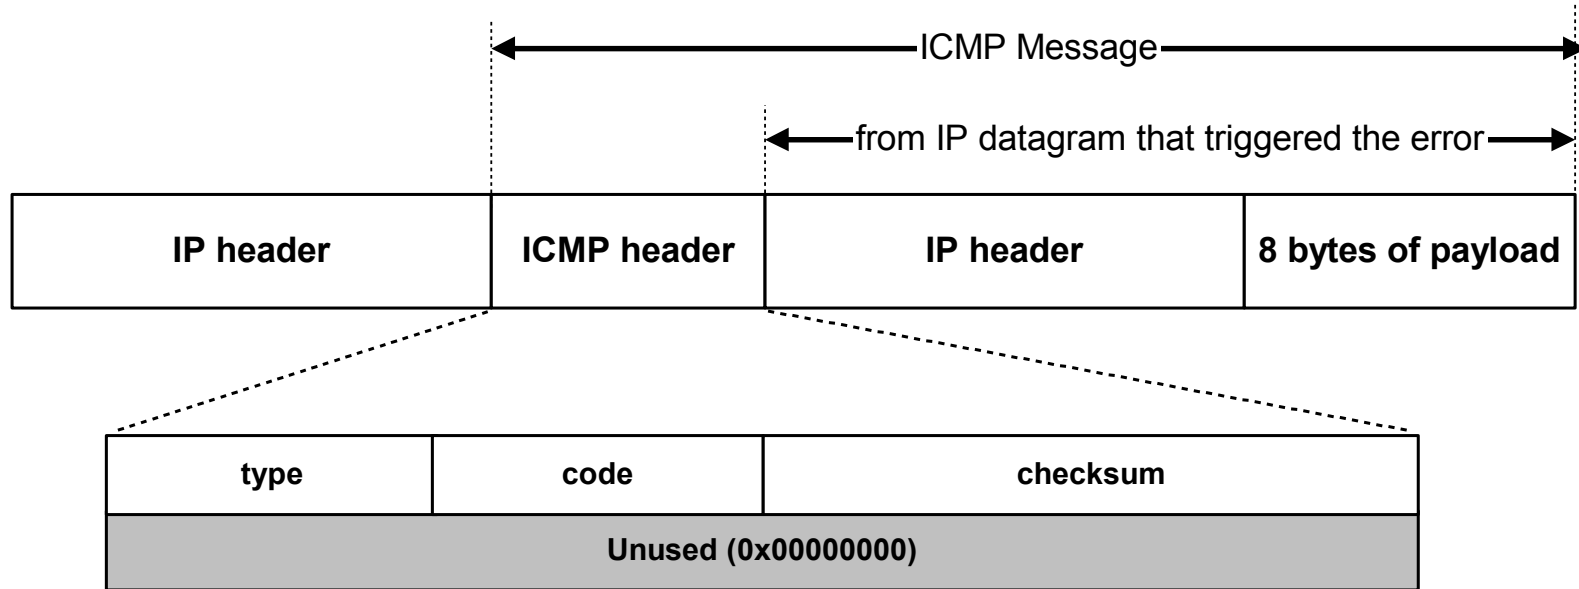 ICMP Message
from IP datagram that triggered the error
IP header
ICMP header
IP header
8 bytes of payload
type
code
checksum
Unused (0x00000000)